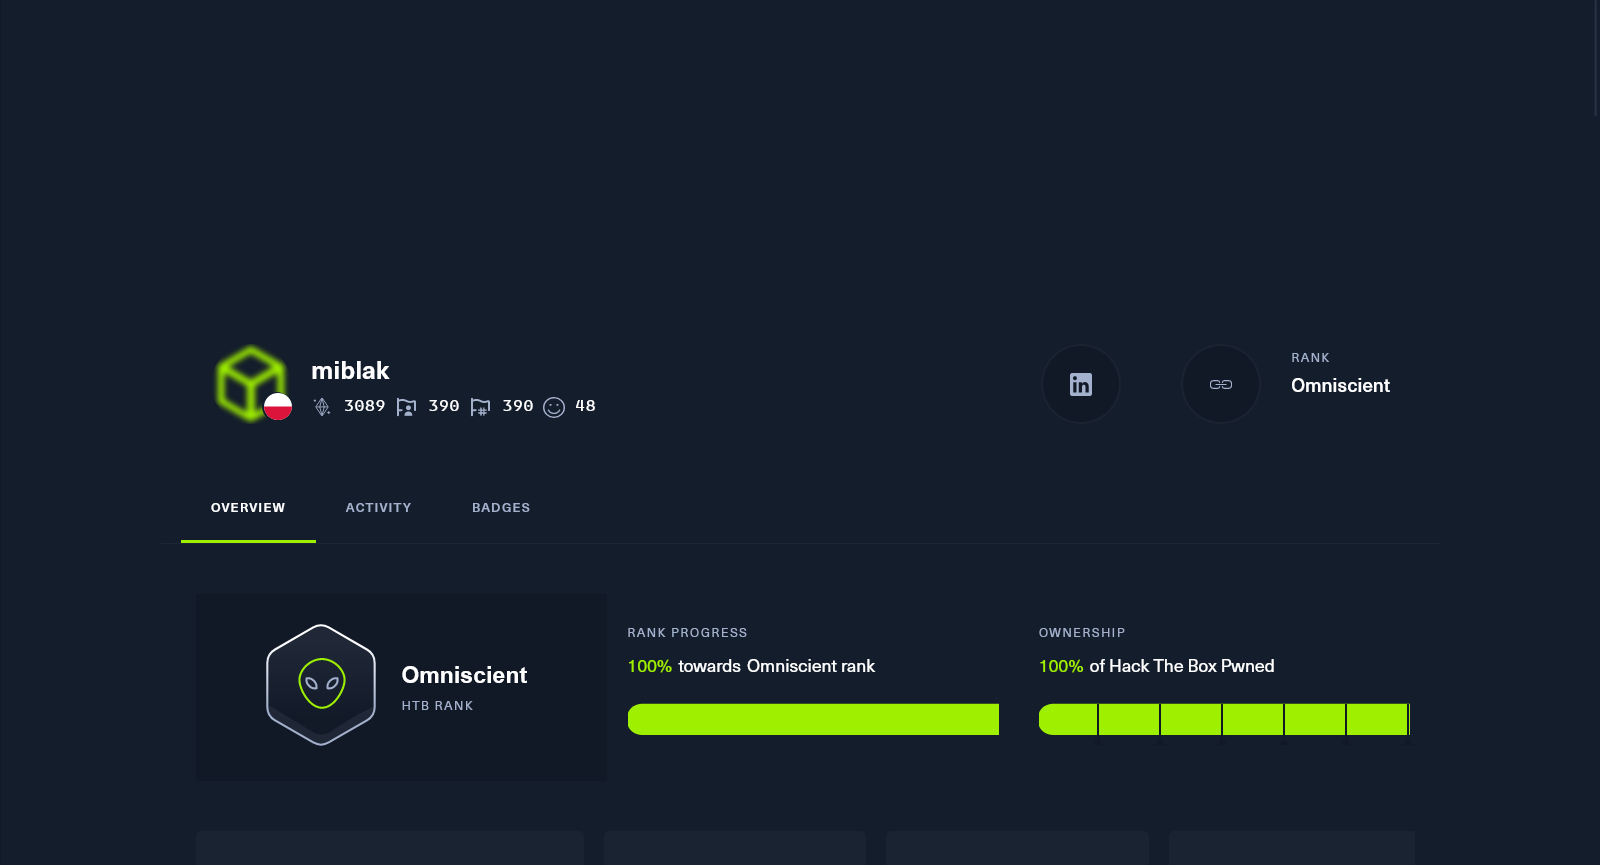 miblak
3089 390 390 48
RANK
Omniscient
OVERVIEW ACTIVITY BADGES
Omniscient
HTB RANK
RANK PROGRESS
100% towards Omniscient rank
OWNERSHIP
100% of Hack The Box Pwned